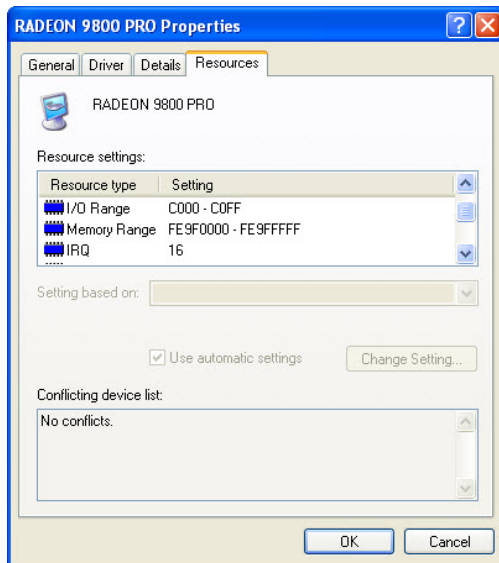 RADEON 9800 PRO Properties
General Driver Details Resources
RADEON 9800 PRO
Resource settings:
Resource type Setting
I/O Range C000 - C0FF
Memory Range FE9F0000 - FE9FFFFF
IRQ 16
Setting based on:
Use automatic settings Change Setting...
Conflicting device list:
No conflicts.
OK Cancel